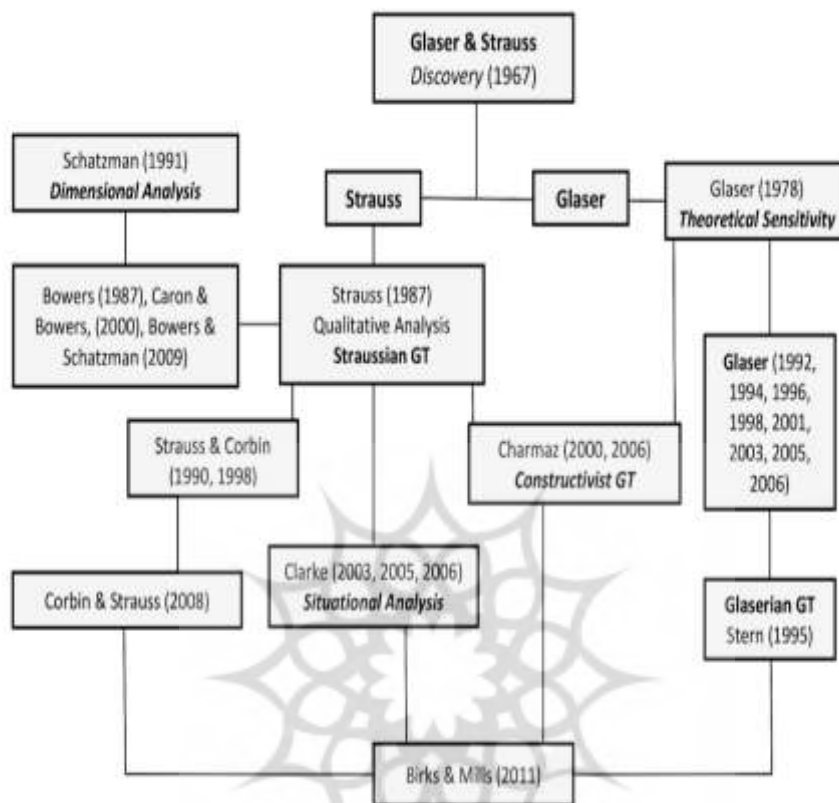 Glaser & Strauss
Discovery (1967)
Schatzman (1991)
Dimensional Analysis
Strauss
Glaser
Glaser (1978)
Theoretical Sensitivity
Bowers (1987), Caron &
Bowers, (2000), Bowers &
Schatzman (2009)
Strauss (1987)
Qualitative Analysis
Straussian GT
Glaser (1992,
1994, 1996,
1998, 2001,
2003, 2005,
2006)
Strauss & Corbin
(1990, 1998)
Charmaz (2000, 2006)
Constructivist GT
Corbin & Strauss (2008)
Clarke (2003, 2005, 2006)
Situational Analysis
Glaserian GT
Stern (1995)
Birks & Mills (2011)